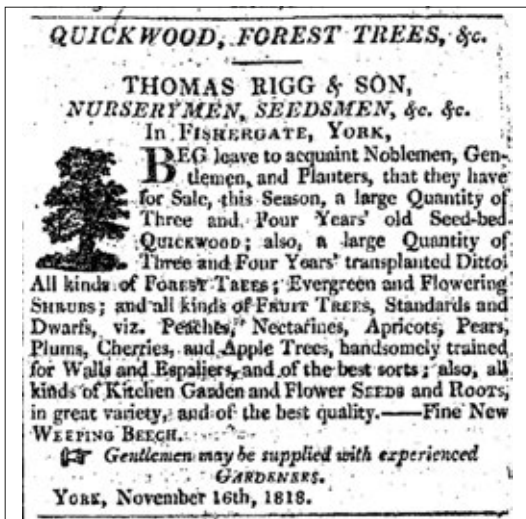 QUICKWOOD, FOREST TREES, &c.
THOMAS RIGG & SON,
NURSERYMEN, SEEDSMEN, &c. &c.
In FISHERGATE, YORK,
BEG leave to acquaint Noblemen, Gen-
tlemen, and Planters, that they have
for Sale, this Season, a large Quantity of
Three and Four Years' old Seed-bed
QUICKWOOD; also, a large Quantity of
Three and Four Years' transplanted Ditto;
All kinds of FOREST TREES; Evergreen and Flowering
SHRUBS; and all kinds of FRUIT TREES, Standards and
Dwarfs, viz. Peaches, Nectarines, Apricots, Pears,
Plums, Cherries, and Apple Trees, handsomely trained
for Walls and Espaliers, and of the best sorts; also, all
kinds of Kitchen Garden and Flower SEEDS and ROOTS,
in great variety, and of the best quality.——Fine New
WEEPING BEECH.
☞ Gentlemen may be supplied with experienced
GARDENERS.
YORK, November 16th, 1818.